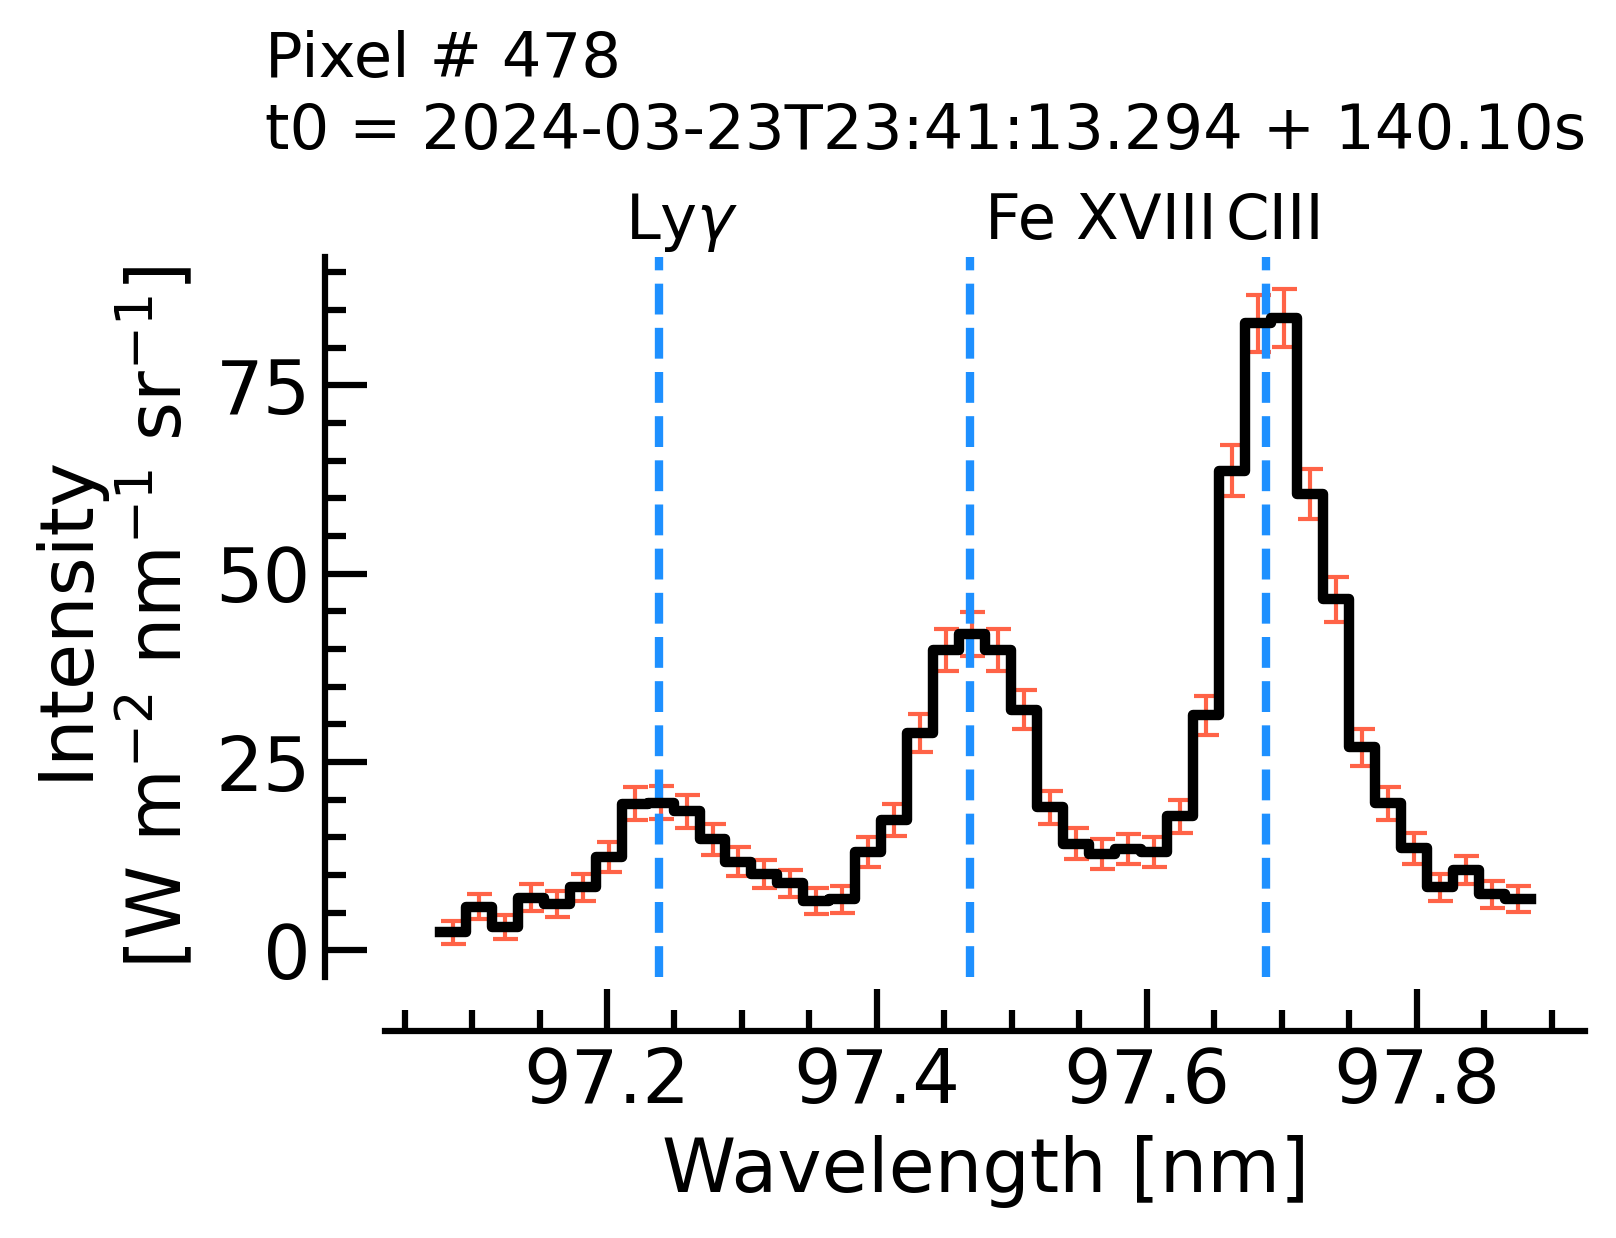 Pixel # 478
t0 = 2024-03-23T23:41:13.294 + 140.10s
Lyγ Fe XVIII CIII
Intensity
[W m⁻² nm⁻¹ sr⁻¹]
75
50
25
0
97.2 97.4 97.6 97.8
Wavelength [nm]